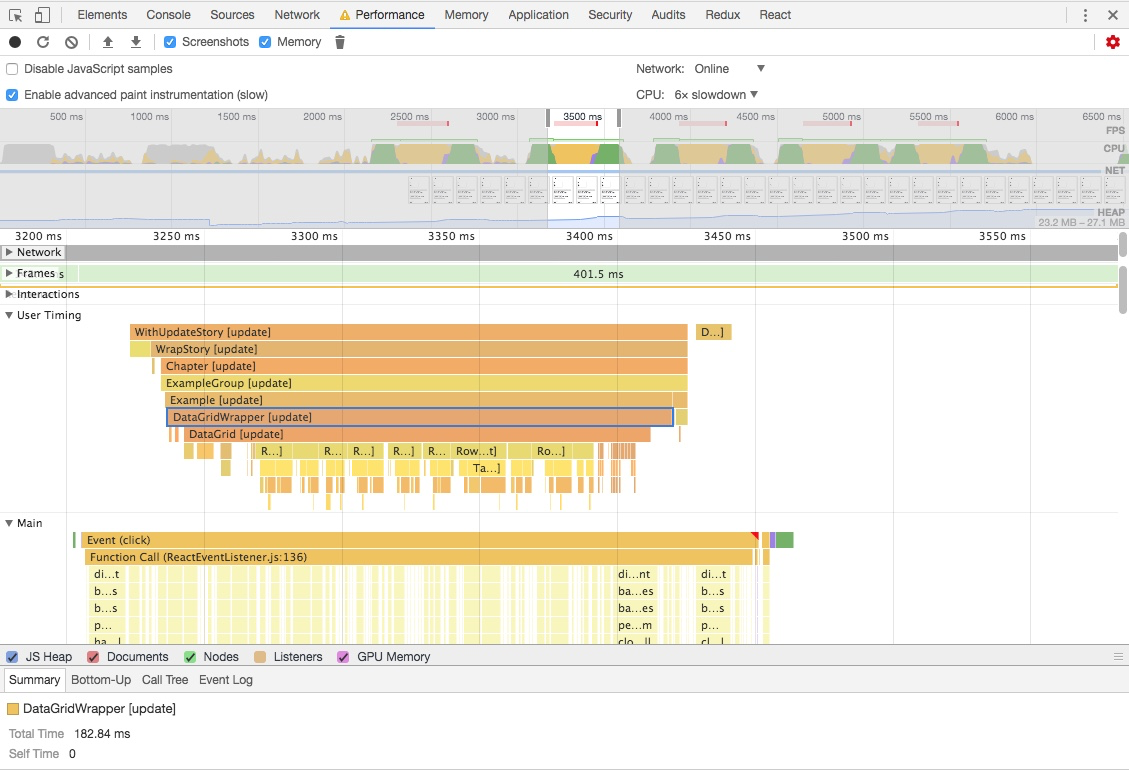 Elements Console Sources Network Performance Memory Application Security Audits Redux React
Screenshots Memory
Disable JavaScript samples Network: Online
Enable advanced paint instrumentation (slow) CPU: 6× slowdown
500 ms 1000 ms 1500 ms 2000 ms 2500 ms 3000 ms 3500 ms 4000 ms 4500 ms 5000 ms 5500 ms 6000 ms 6500 ms
FPS
CPU
NET
HEAP
23.2 MB – 27.1 MB
3200 ms 3250 ms 3300 ms 3350 ms 3400 ms 3450 ms 3500 ms 3550 ms
Network
Frames s 401.5 ms
Interactions
User Timing
WithUpdateStory [update] D...]
WrapStory [update]
Chapter [update]
ExampleGroup [update]
Example [update]
DataGridWrapper [update]
DataGrid [update]
R...] R...] R...] R...] R... Row...t] Ro...]
Ta...]
Main
Event (click)
Function Call (ReactEventListener.js:136)
di...t di...nt di...t
b...s ba...es b...s
b...s ba...es b...s
p... pe...m p...
ha...l clo...ll cl...l
JS Heap Documents Nodes Listeners GPU Memory
Summary Bottom-Up Call Tree Event Log
DataGridWrapper [update]
Total Time 182.84 ms
Self Time 0